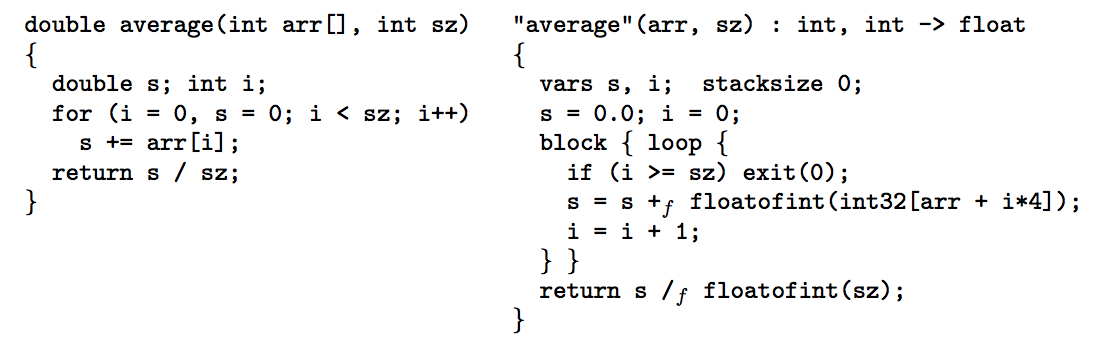 double average(int arr[], int sz)
{
double s; int i;
for (i = 0, s = 0; i < sz; i++)
s += arr[i];
return s / sz;
}
"average"(arr, sz) : int, int -> float
{
vars s, i; stacksize 0;
s = 0.0; i = 0;
block { loop {
if (i >= sz) exit(0);
s = s +f floatofint(int32[arr + i*4]);
i = i + 1;
} }
return s /f floatofint(sz);
}